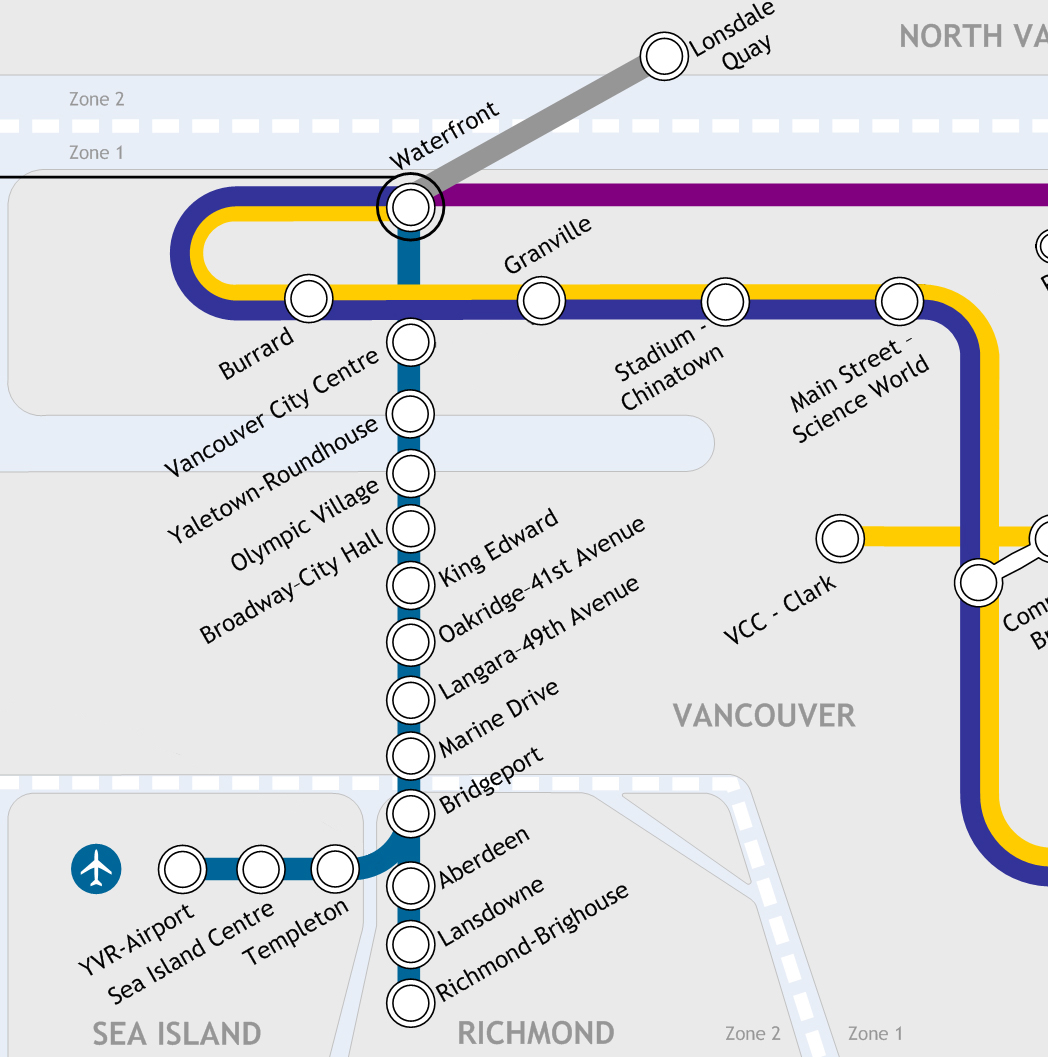 Lonsdale
Quay
NORTH VA
Zone 2
Waterfront
Zone 1
Granville
Burrard
Stadium -
Chinatown
Main Street -
Science World
Vancouver City Centre
Yaletown-Roundhouse
Olympic Village
Broadway-City Hall
King Edward
Oakridge-41st Avenue
Langara-49th Avenue
VCC - Clark
Com
B
Marine Drive
VANCOUVER
Bridgeport
Aberdeen
YVR-Airport
Sea Island Centre
Templeton
Lansdowne
Richmond-Brighouse
SEA ISLAND
RICHMOND
Zone 2
Zone 1